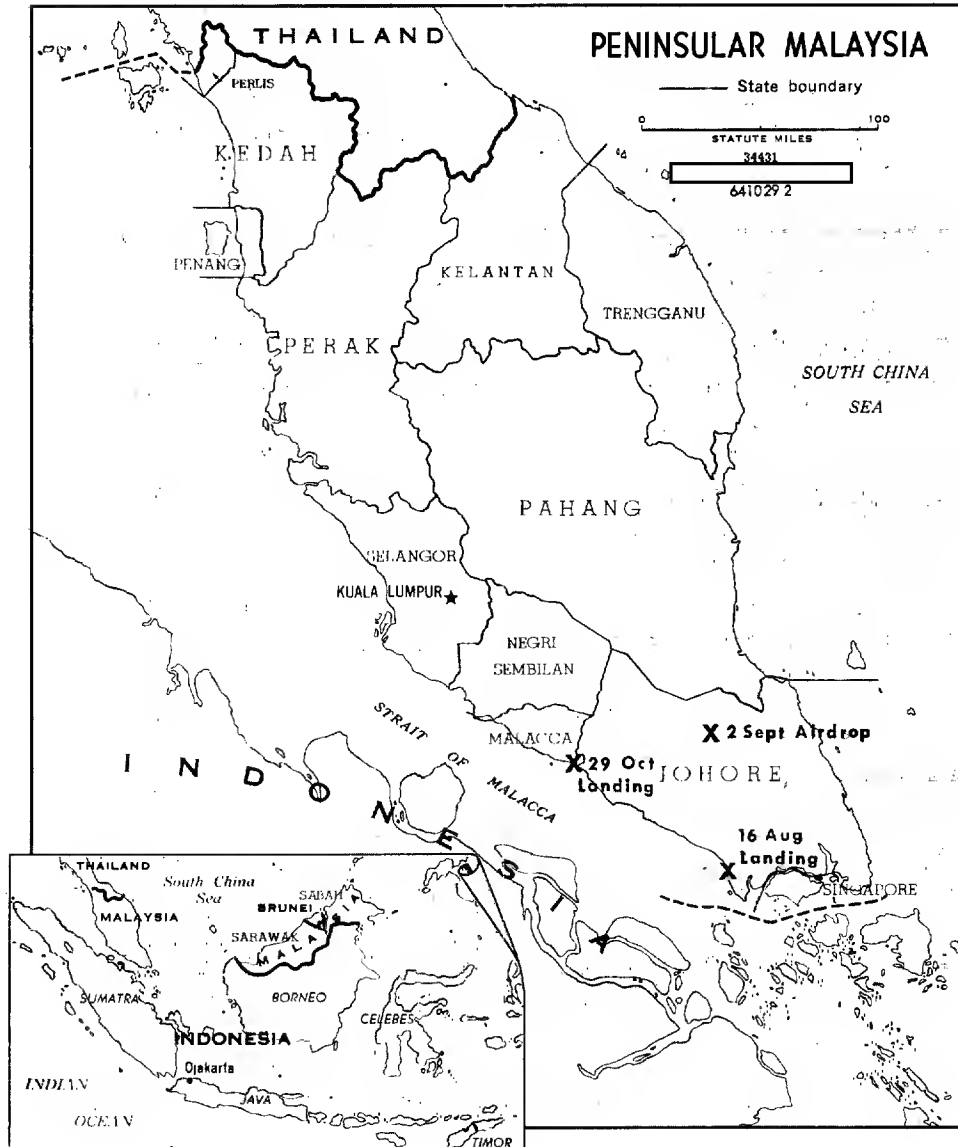 THAILAND
PENINSULAR MALAYSIA
State boundary
0 100
STATUTE MILES
34431
641029 2
PERLIS
KEDAH
PENANG
KELANTAN
TRENGGANU
PERAK
SOUTH CHINA
SEA
PAHANG
SELANGOR
KUALA LUMPUR
NEGRI
SEMBILAN
MALACCA
STRAIT OF MALACCA
X 2 Sept Airdrop
X 29 Oct
Landing
JOHORE
16 Aug
Landing
X
SINGAPORE
INDONESIA
THAILAND
South China
Sea
MALAYSIA
SABAH
BRUNEI
SARAWAK
MALAYSIA
SUMATRA
BORNEO
CELEBES
INDONESIA
Djakarta
JAVA
INDIAN
OCEAN
TIMOR